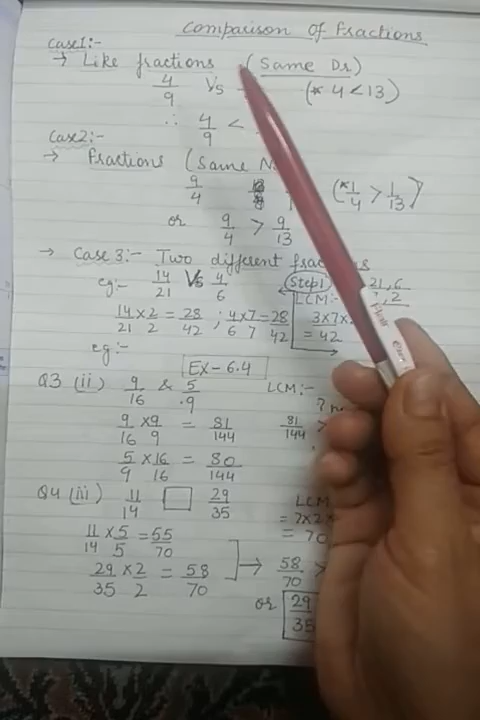 Comparison of Fractions
Case1:-
→ Like fractions (Same Dr)
4/9 Vs (* 4 < 13)
∴ 4/9 <
Case2:-
→ Fractions (Same N
9/4 (* 1/4 > 1/13)
or 9/4 > 9/13
→ Case 3:- Two different fractions
eg:- 14/21 Vs 4/6 Step1 21, 6
LCM:- , 2
14/21 × 2/2 = 28/42 ; 4/6 × 7/7 = 28/42 3×7×
= 42
eg:-
EX-6.4
Q3 (ii) 9/16 & 5/9 LCM:-
9/16 × 9/9 = 81/144 81/144 >
5/9 × 16/16 = 80/144
Q4 (iii) 11/14 □ 29/35 LCM
= 7×2×
11/14 × 5/5 = 55/70 = 70
29/35 × 2/2 = 58/70 → 58/70 >
or 29/35